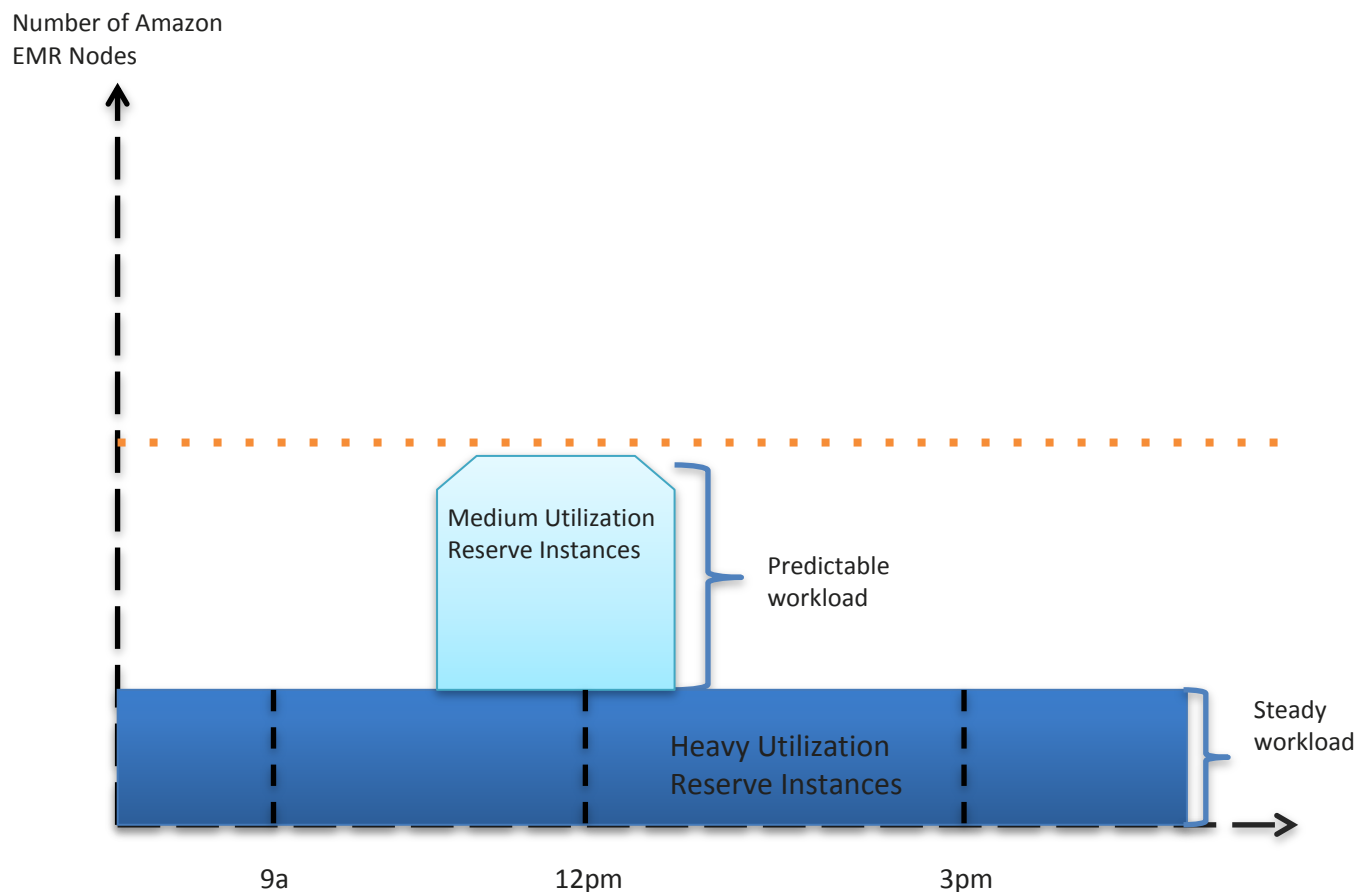 Number of Amazon
EMR Nodes
Medium Utilization
Reserve Instances
Predictable
workload
Steady
workload
Heavy Utilization
Reserve Instances
9a
12pm
3pm